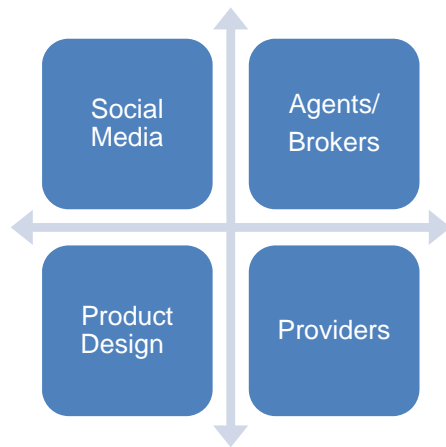 Social
Media
Agents/
Brokers
Product
Design
Providers